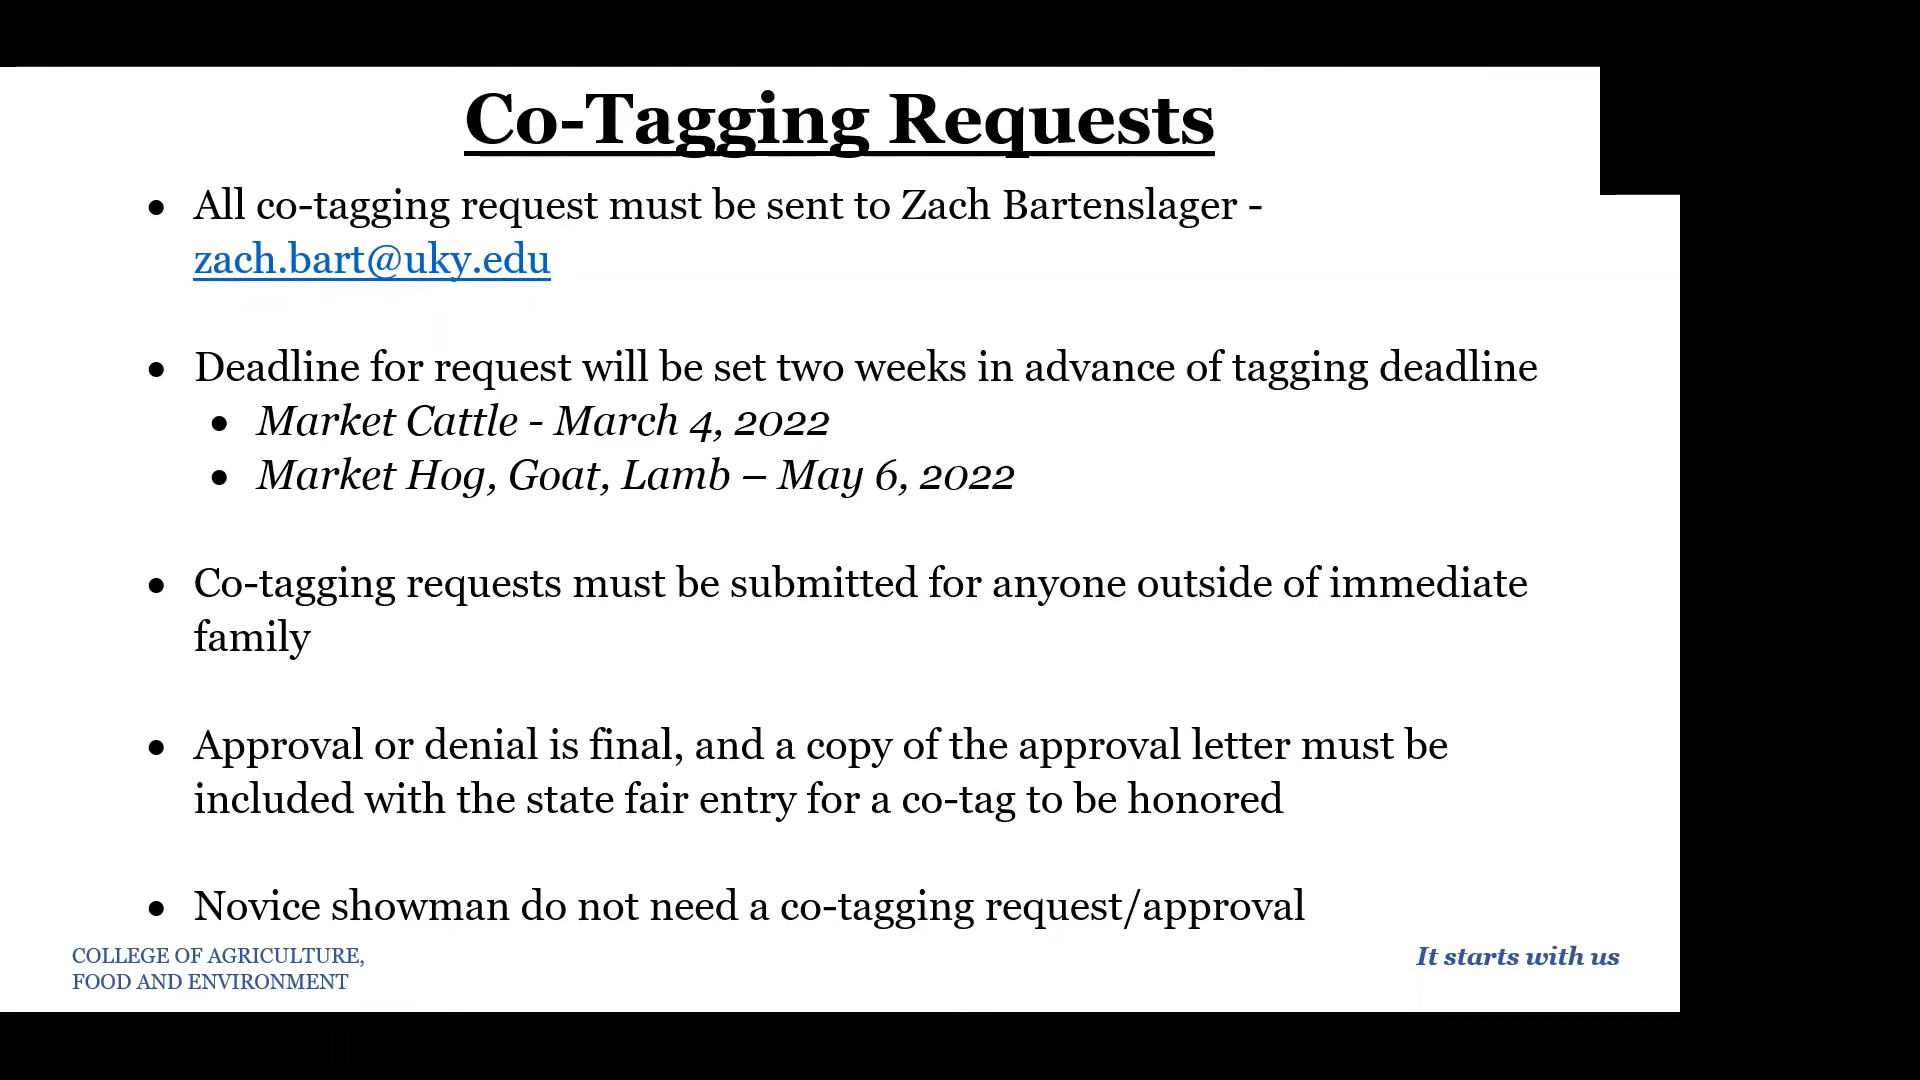 Co-Tagging Requests
• All co-tagging request must be sent to Zach Bartenslager -
zach.bart@uky.edu
• Deadline for request will be set two weeks in advance of tagging deadline
• Market Cattle - March 4, 2022
• Market Hog, Goat, Lamb – May 6, 2022
• Co-tagging requests must be submitted for anyone outside of immediate
family
• Approval or denial is final, and a copy of the approval letter must be
included with the state fair entry for a co-tag to be honored
• Novice showman do not need a co-tagging request/approval
COLLEGE OF AGRICULTURE,
FOOD AND ENVIRONMENT
It starts with us